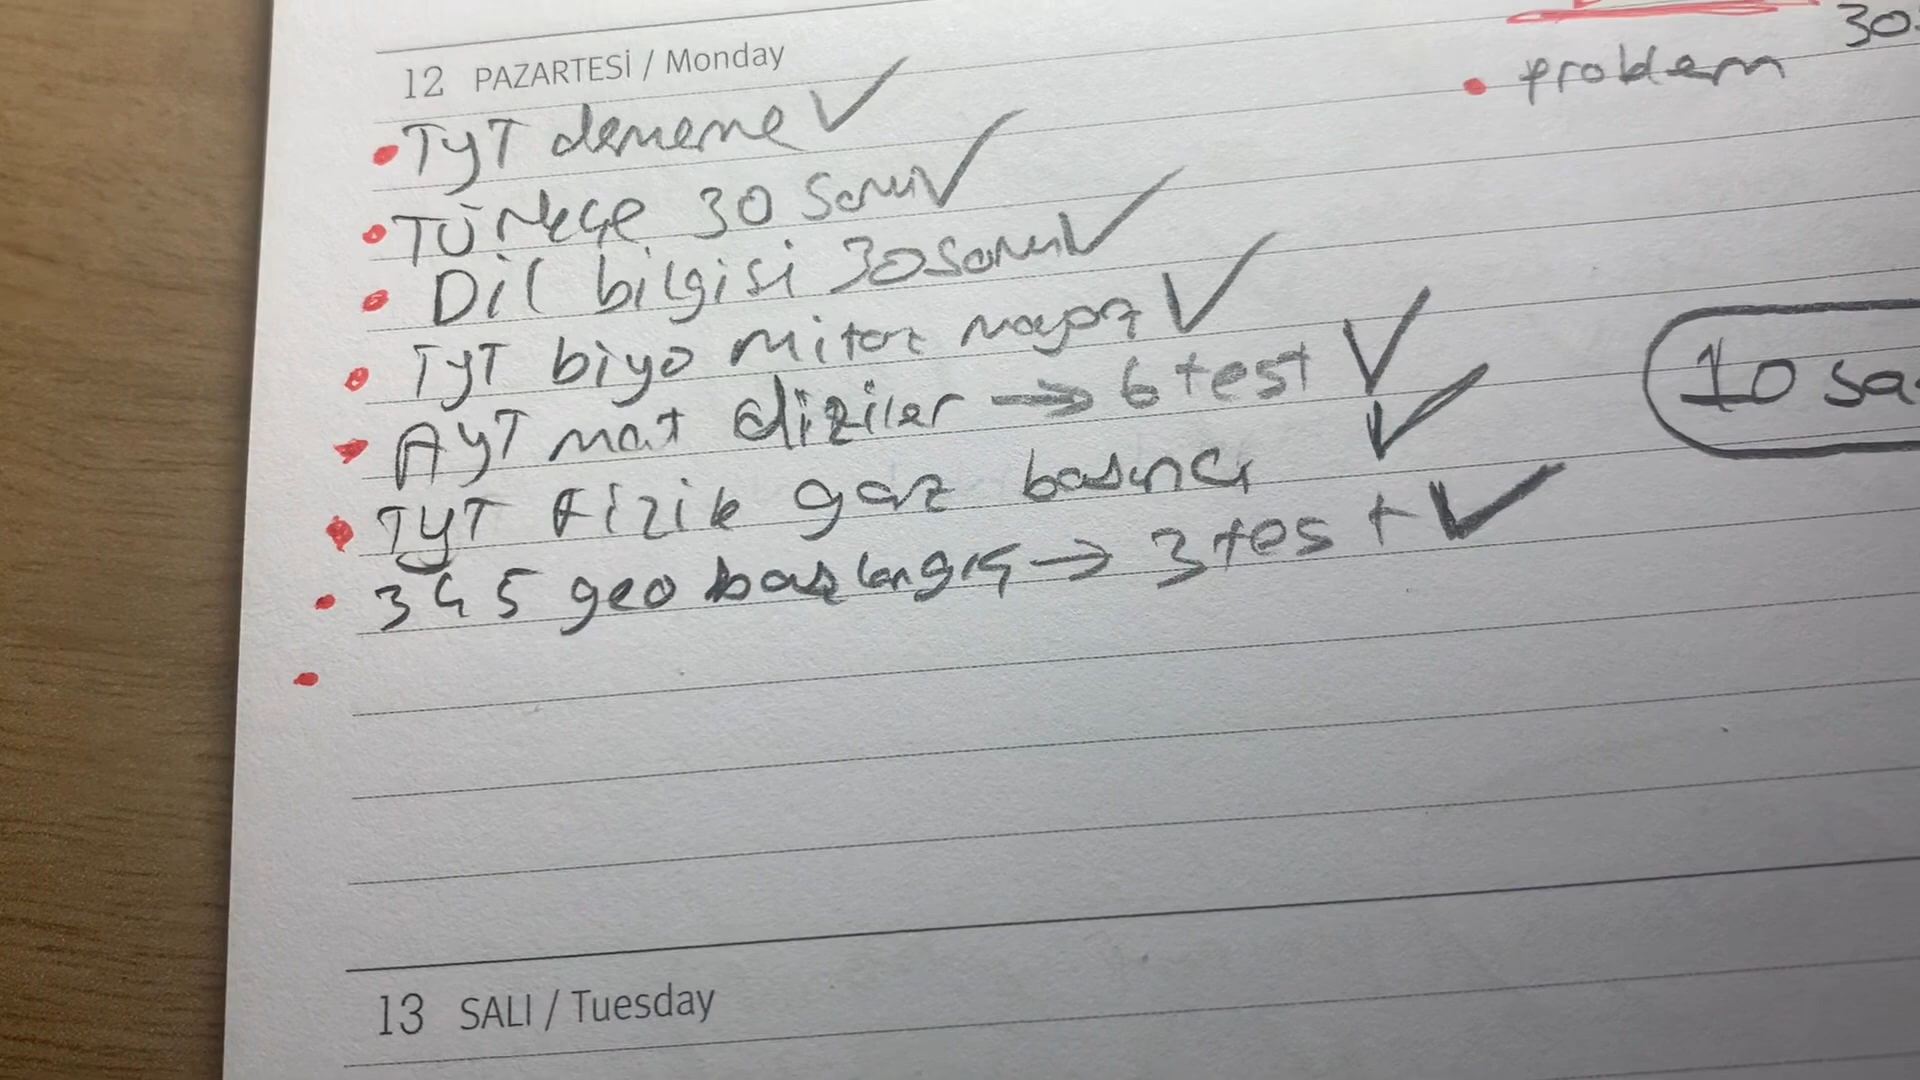 12 PAZARTESİ / Monday
• TYT deneme ✓
• Türkçe 30 soru ✓
• Dil bilgisi 30 soru ✓
• TYT biyo mitoz mayoz ✓
• AYT mat diziler → 6 test ✓
• TYT fizik gaz basıncı ✓
• 345 geo başlangıç → 3 test ✓
•
13 SALI / Tuesday
30
• problem
10 sa